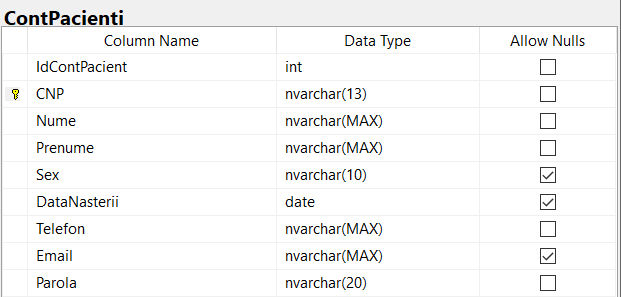 ContPacienti
Column Name Data Type Allow Nulls
IdContPacient int
CNP nvarchar(13)
Nume nvarchar(MAX)
Prenume nvarchar(MAX)
Sex nvarchar(10)
DataNasterii date
Telefon nvarchar(MAX)
Email nvarchar(MAX)
Parola nvarchar(20)